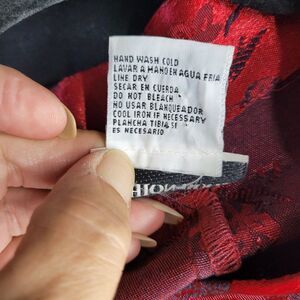 HAND WASH COLD
LAVAR A MANO EN AGUA FRIA
LINE DRY
SECAR EN CUERDA
DO NOT BLEACH
NO USAR BLANQUEADOR
COOL IRON IF NECESSARY
PLANCHA TIBIA SI
ES NECESARIO